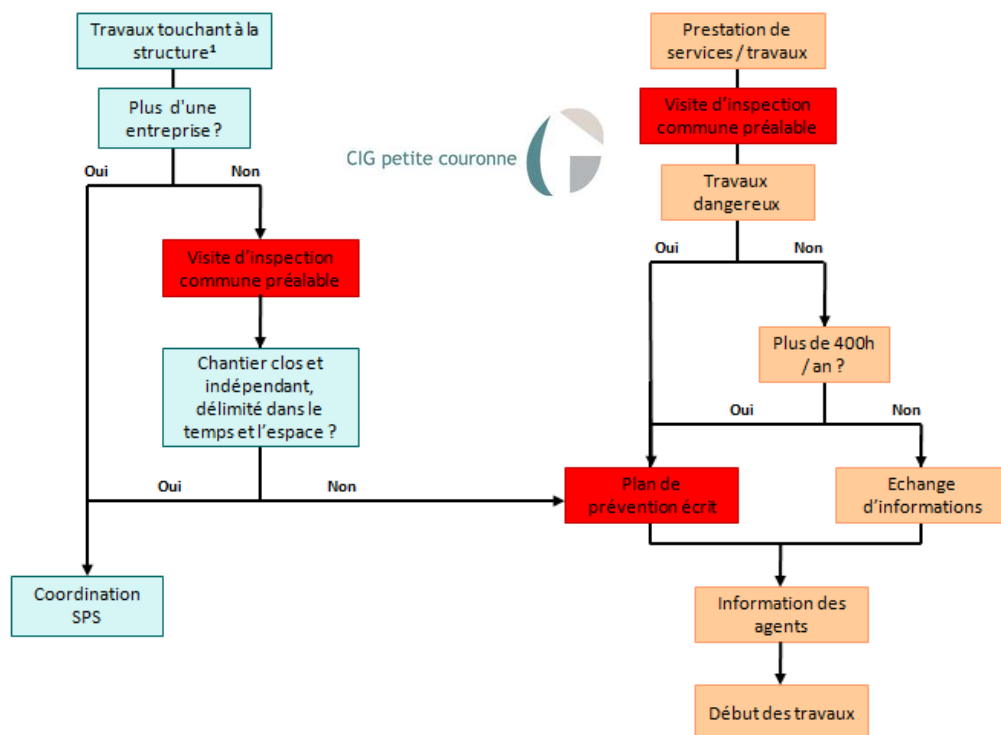 Travaux touchant à la
structure¹
Plus d'une
entreprise ?
Oui
Non
Visite d'inspection
commune préalable
Chantier clos et
indépendant,
délimité dans le
temps et l'espace ?
Oui
Non
Coordination
SPS
CIG petite couronne
Prestation de
services / travaux
Visite d'inspection
commune préalable
Travaux
dangereux
Oui
Non
Plus de 400h
/ an ?
Oui
Non
Plan de
prévention écrit
Echange
d'informations
Information des
agents
Début des travaux